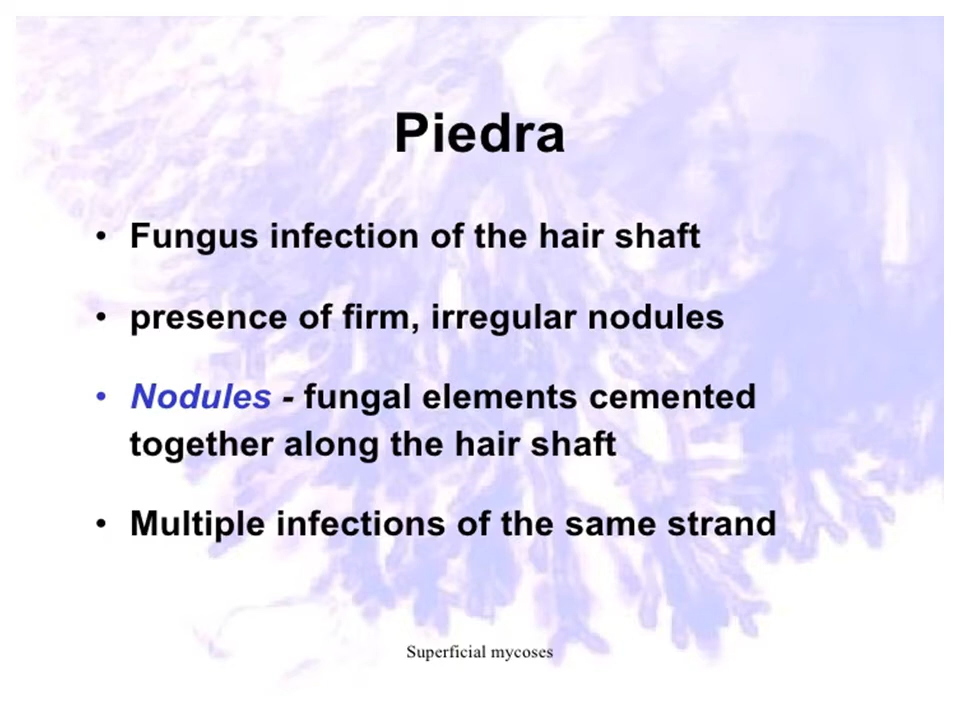 Piedra
• Fungus infection of the hair shaft
• presence of firm, irregular nodules
• Nodules - fungal elements cemented
together along the hair shaft
• Multiple infections of the same strand
Superficial mycoses